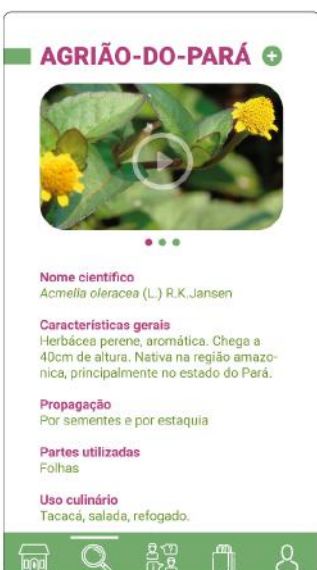 AGRIÃO-DO-PARÁ
Nome científico
Acmella oleracea (L.) R.K.Jansen
Características gerais
Herbácea perene, aromática. Chega a
40cm de altura. Nativa na região amazo-
nica, principalmente no estado do Pará.
Propagação
Por sementes e por estaquia
Partes utilizadas
Folhas
Uso culinário
Tacacá, salada, refogado.